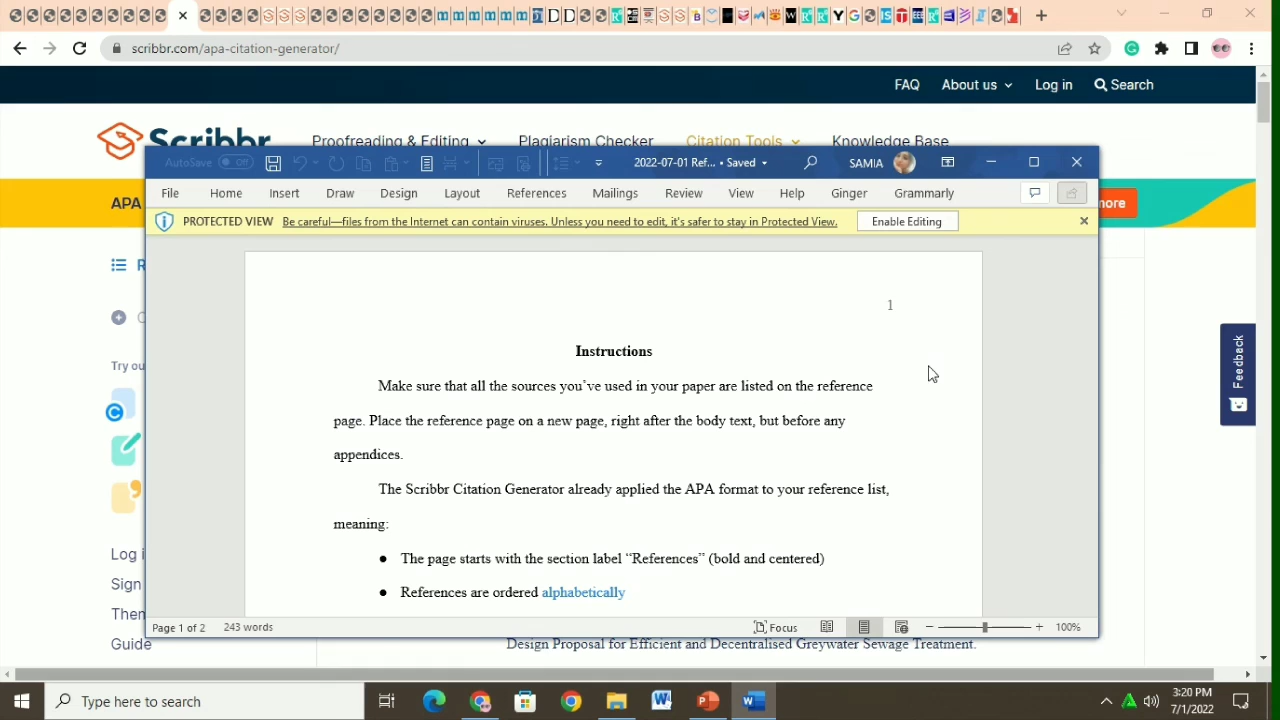 scribbr.com/apa-citation-generator/
FAQ About us Log in Search
Scribbr Proofreading & Editing Plagiarism Checker Citation Tools Knowledge Base
AutoSave Off 2022-07-01 Ref... • Saved SAMIA
File Home Insert Draw Design Layout References Mailings Review View Help Ginger Grammarly
APA more
PROTECTED VIEW Be careful—files from the Internet can contain viruses. Unless you need to edit, it's safer to stay in Protected View. Enable Editing
R
1
C
Instructions
Try ou
Make sure that all the sources you've used in your paper are listed on the reference
page. Place the reference page on a new page, right after the body text, but before any
appendices.
Feedback
The Scribbr Citation Generator already applied the APA format to your reference list,
meaning:
Log i
● The page starts with the section label “References” (bold and centered)
Sign
● References are ordered alphabetically
Them
Page 1 of 2 243 words Focus 100%
Guide
Design Proposal for Efficient and Decentralised Greywater Sewage Treatment.
Type here to search
3:20 PM
7/1/2022